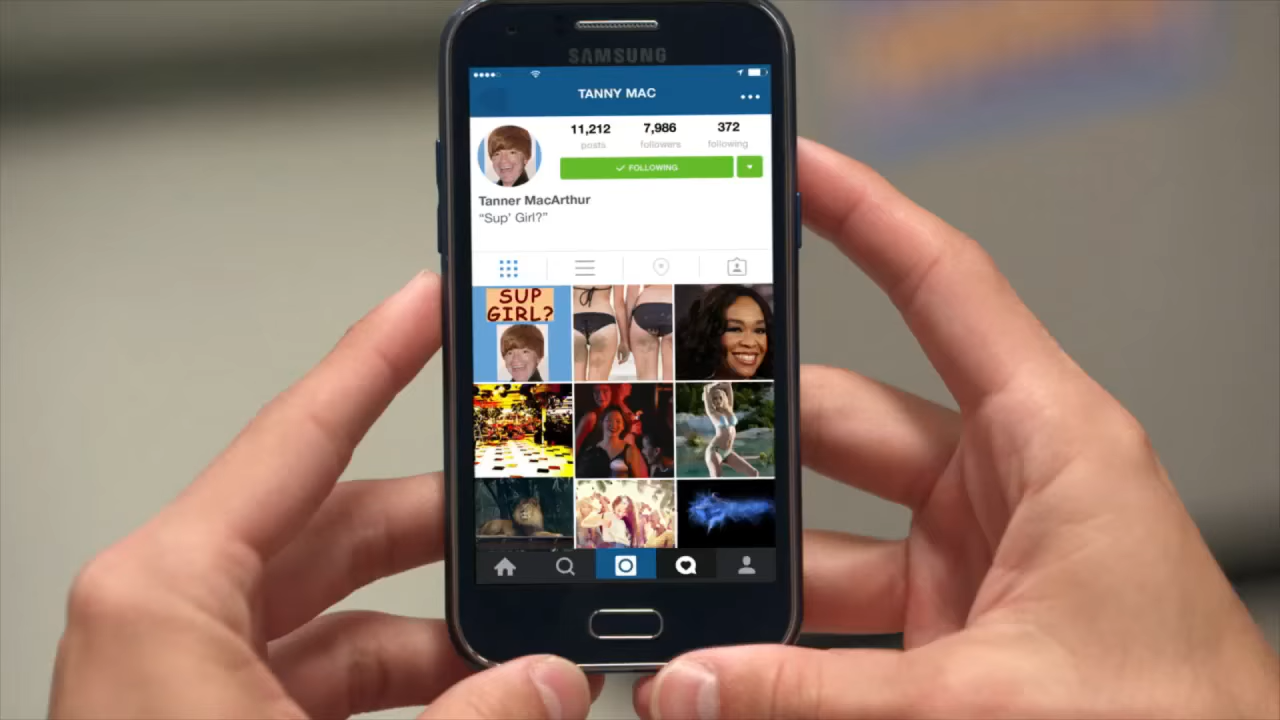 SAMSUNG
TANNY MAC
11,212 7,986 372
posts followers following
FOLLOWING
Tanner MacArthur
“Sup’ Girl?”
SUP
GIRL?